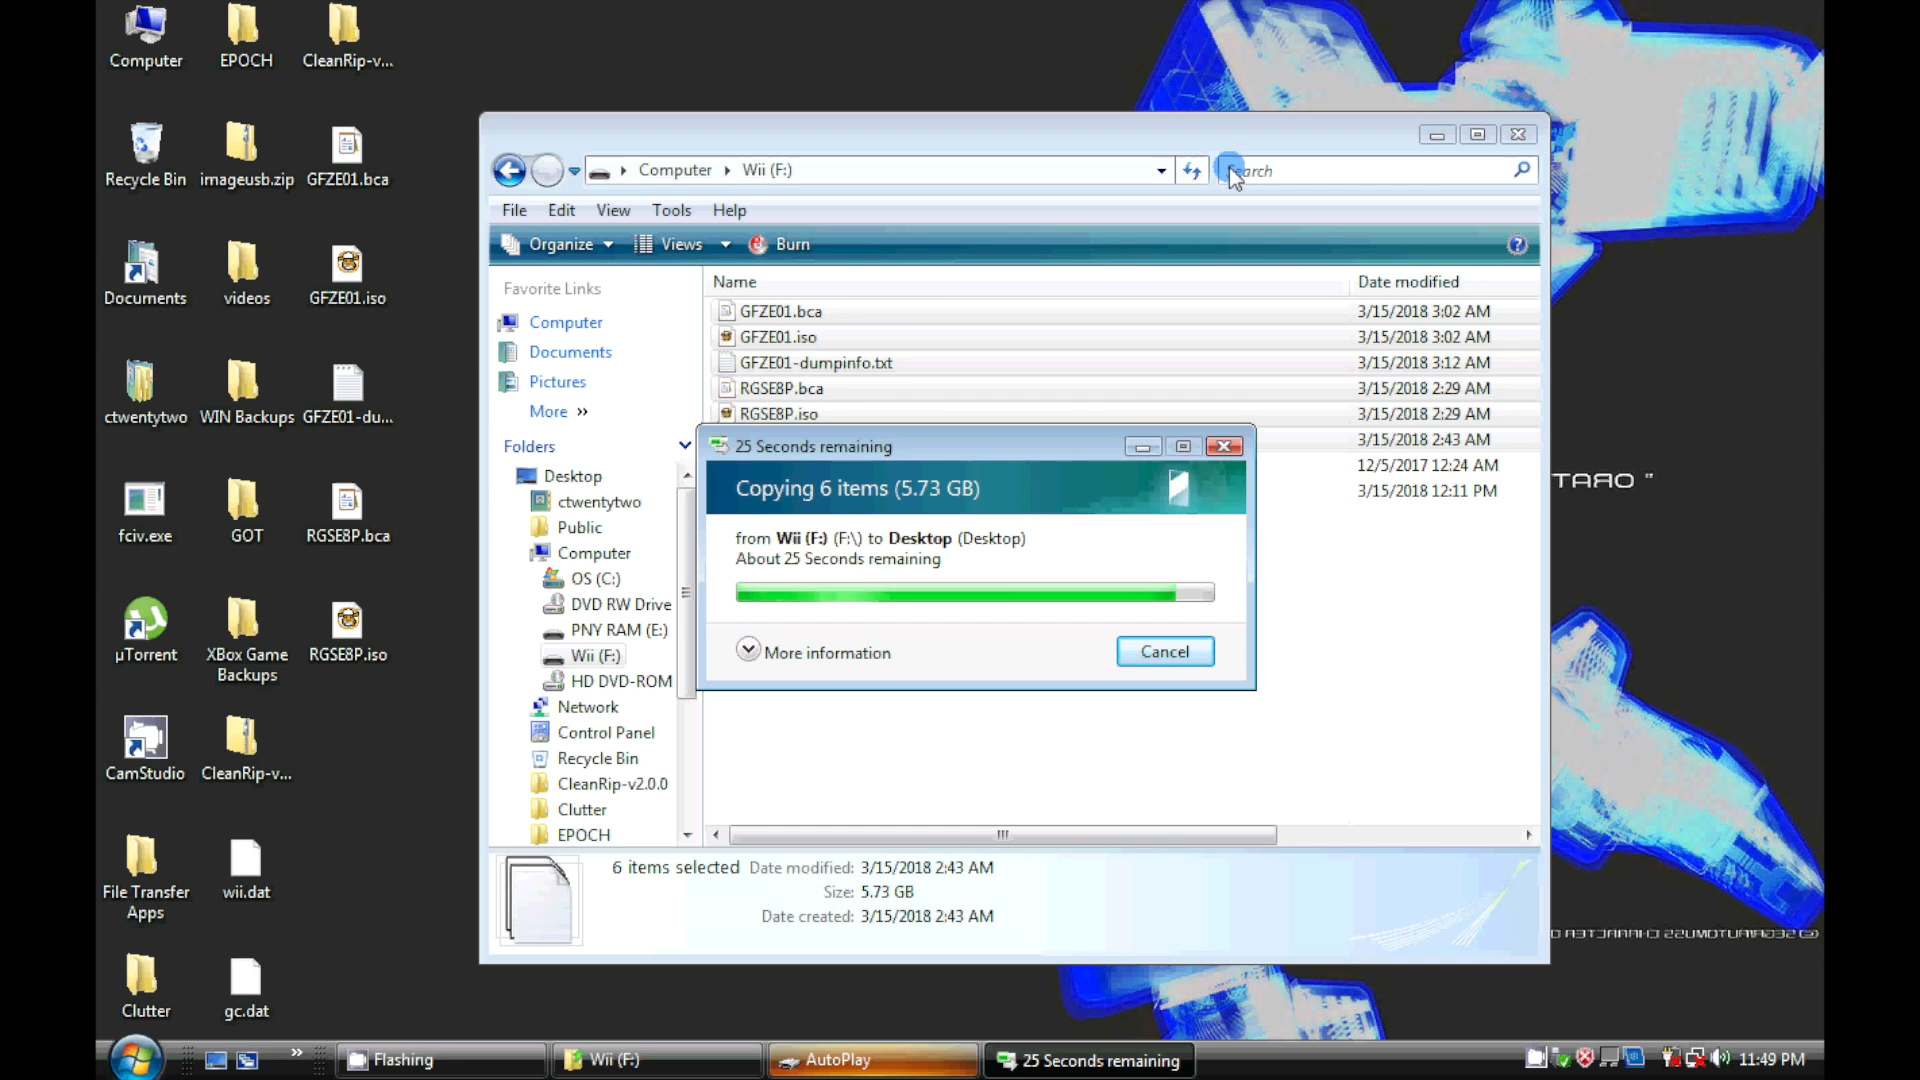 Computer
EPOCH
CleanRip-v...
Recycle Bin
imageusb.zip
GFZE01.bca
Documents
videos
GFZE01.iso
ctwentytwo
WIN Backups
GFZE01-du...
fciv.exe
GOT
RGSE8P.bca
µTorrent
XBox Game
Backups
RGSE8P.iso
CamStudio
CleanRip-v...
File Transfer
Apps
wii.dat
Clutter
gc.dat
Computer
Wii (F:)
File Edit View Tools Help
Organize Views Burn
Favorite Links
Computer
Documents
Pictures
More »
Folders
Desktop
ctwentytwo
Public
Computer
OS (C:)
DVD RW Drive
PNY RAM (E:)
Wii (F:)
HD DVD-ROM
Network
Control Panel
Recycle Bin
CleanRip-v2.0.0
Clutter
EPOCH
Name Date modified
GFZE01.bca 3/15/2018 3:02 AM
GFZE01.iso 3/15/2018 3:02 AM
GFZE01-dumpinfo.txt 3/15/2018 3:12 AM
RGSE8P.bca 3/15/2018 2:29 AM
RGSE8P.iso 3/15/2018 2:29 AM
3/15/2018 2:43 AM
12/5/2017 12:24 AM
3/15/2018 12:11 PM
25 Seconds remaining
Copying 6 items (5.73 GB)
from Wii (F:) (F:\) to Desktop (Desktop)
About 25 Seconds remaining
More information
Cancel
6 items selected Date modified: 3/15/2018 2:43 AM
Size: 5.73 GB
Date created: 3/15/2018 2:43 AM
Flashing
Wii (F:)
AutoPlay
25 Seconds remaining
11:49 PM